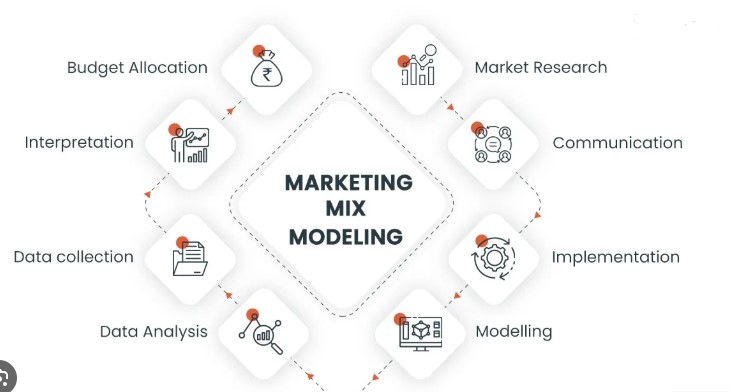 Budget Allocation
Market Research
Interpretation
Communication
MARKETING
MIX
MODELING
Data collection
Implementation
Data Analysis
Modelling
₹